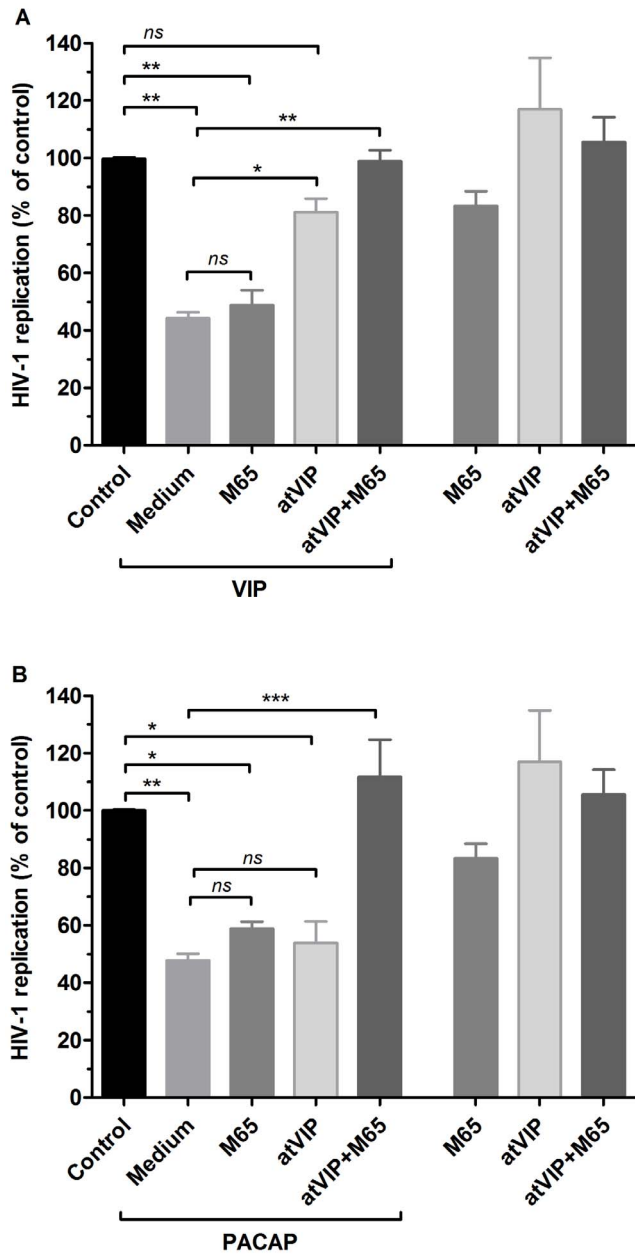 A
HIV-1 replication (% of control)
140
120
100
80
60
40
20
0
ns
**
**
**
*
ns
Control
Medium
M65
atVIP
atVIP+M65
M65
atVIP
atVIP+M65
VIP
B
HIV-1 replication (% of control)
140
120
100
80
60
40
20
0
***
*
*
**
ns
ns
Control
Medium
M65
atVIP
atVIP+M65
M65
atVIP
atVIP+M65
PACAP